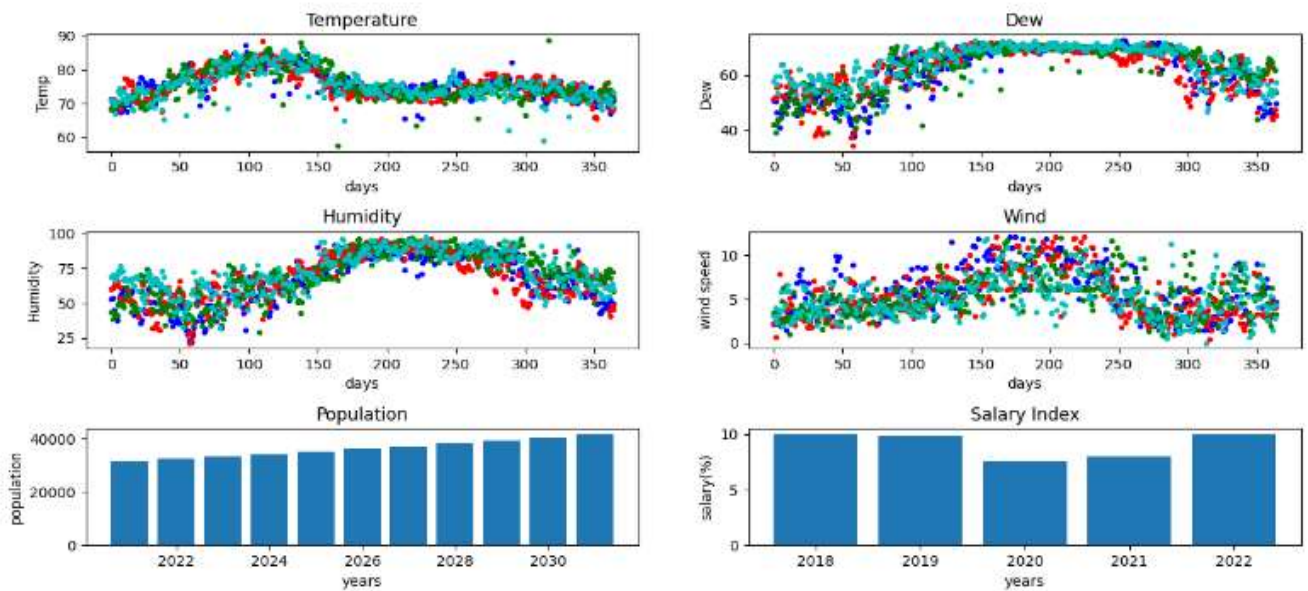 Temperature
90
80
70
60
Temp
0 50 100 150 200 250 300 350
days
Dew
60
40
Dew
0 50 100 150 200 250 300 350
days
Humidity
100
75
50
25
Humidity
0 50 100 150 200 250 300 350
days
Wind
10
5
0
wind speed
0 50 100 150 200 250 300 350
days
Population
40000
20000
0
population
2022 2024 2026 2028 2030
years
Salary Index
10
5
0
salary(%)
2018 2019 2020 2021 2022
years